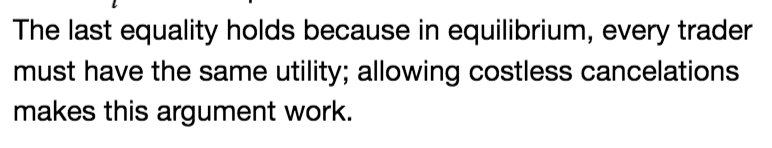 The last equality holds because in equilibrium, every trader
must have the same utility; allowing costless cancelations
makes this argument work.